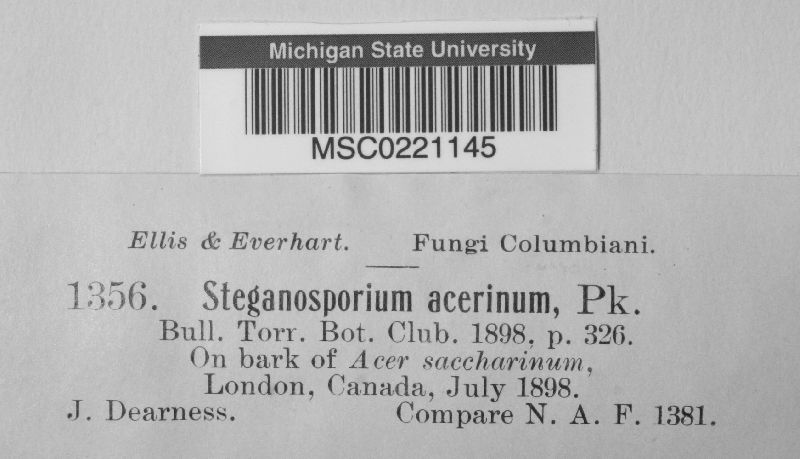 Michigan State University
MSC0221145
Ellis & Everhart. Fungi Columbiani.
1356. Steganosporium acerinum, Pk.
Bull. Torr. Bot. Club. 1898, p. 326.
On bark of Acer saccharinum,
London, Canada, July 1898.
J. Dearness. Compare N. A. F. 1381.